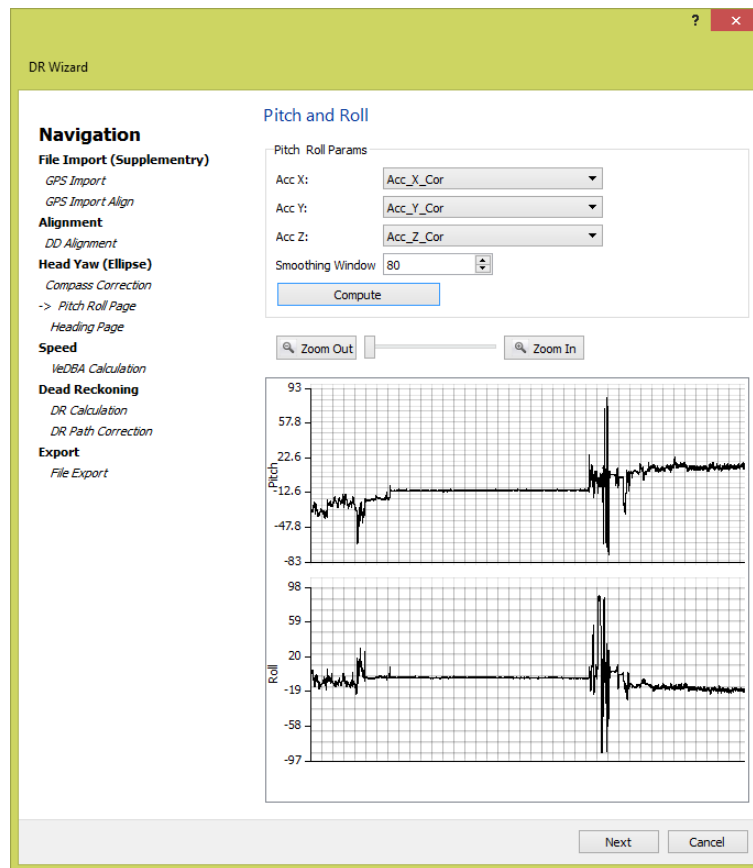 ? ×
DR Wizard
Navigation
File Import (Supplementry)
GPS Import
GPS Import Align
Alignment
DD Alignment
Head Yaw (Ellipse)
Compass Correction
-> Pitch Roll Page
Heading Page
Speed
VeDBA Calculation
Dead Reckoning
DR Calculation
DR Path Correction
Export
File Export
Pitch and Roll
Pitch Roll Params
Acc X: Acc_X_Cor
Acc Y: Acc_Y_Cor
Acc Z: Acc_Z_Cor
Smoothing Window 80
Compute
Zoom Out Zoom In
93
57.8
22.6
-12.6
-47.8
-83
Pitch
98
59
20
-19
-58
-97
Roll
Next Cancel